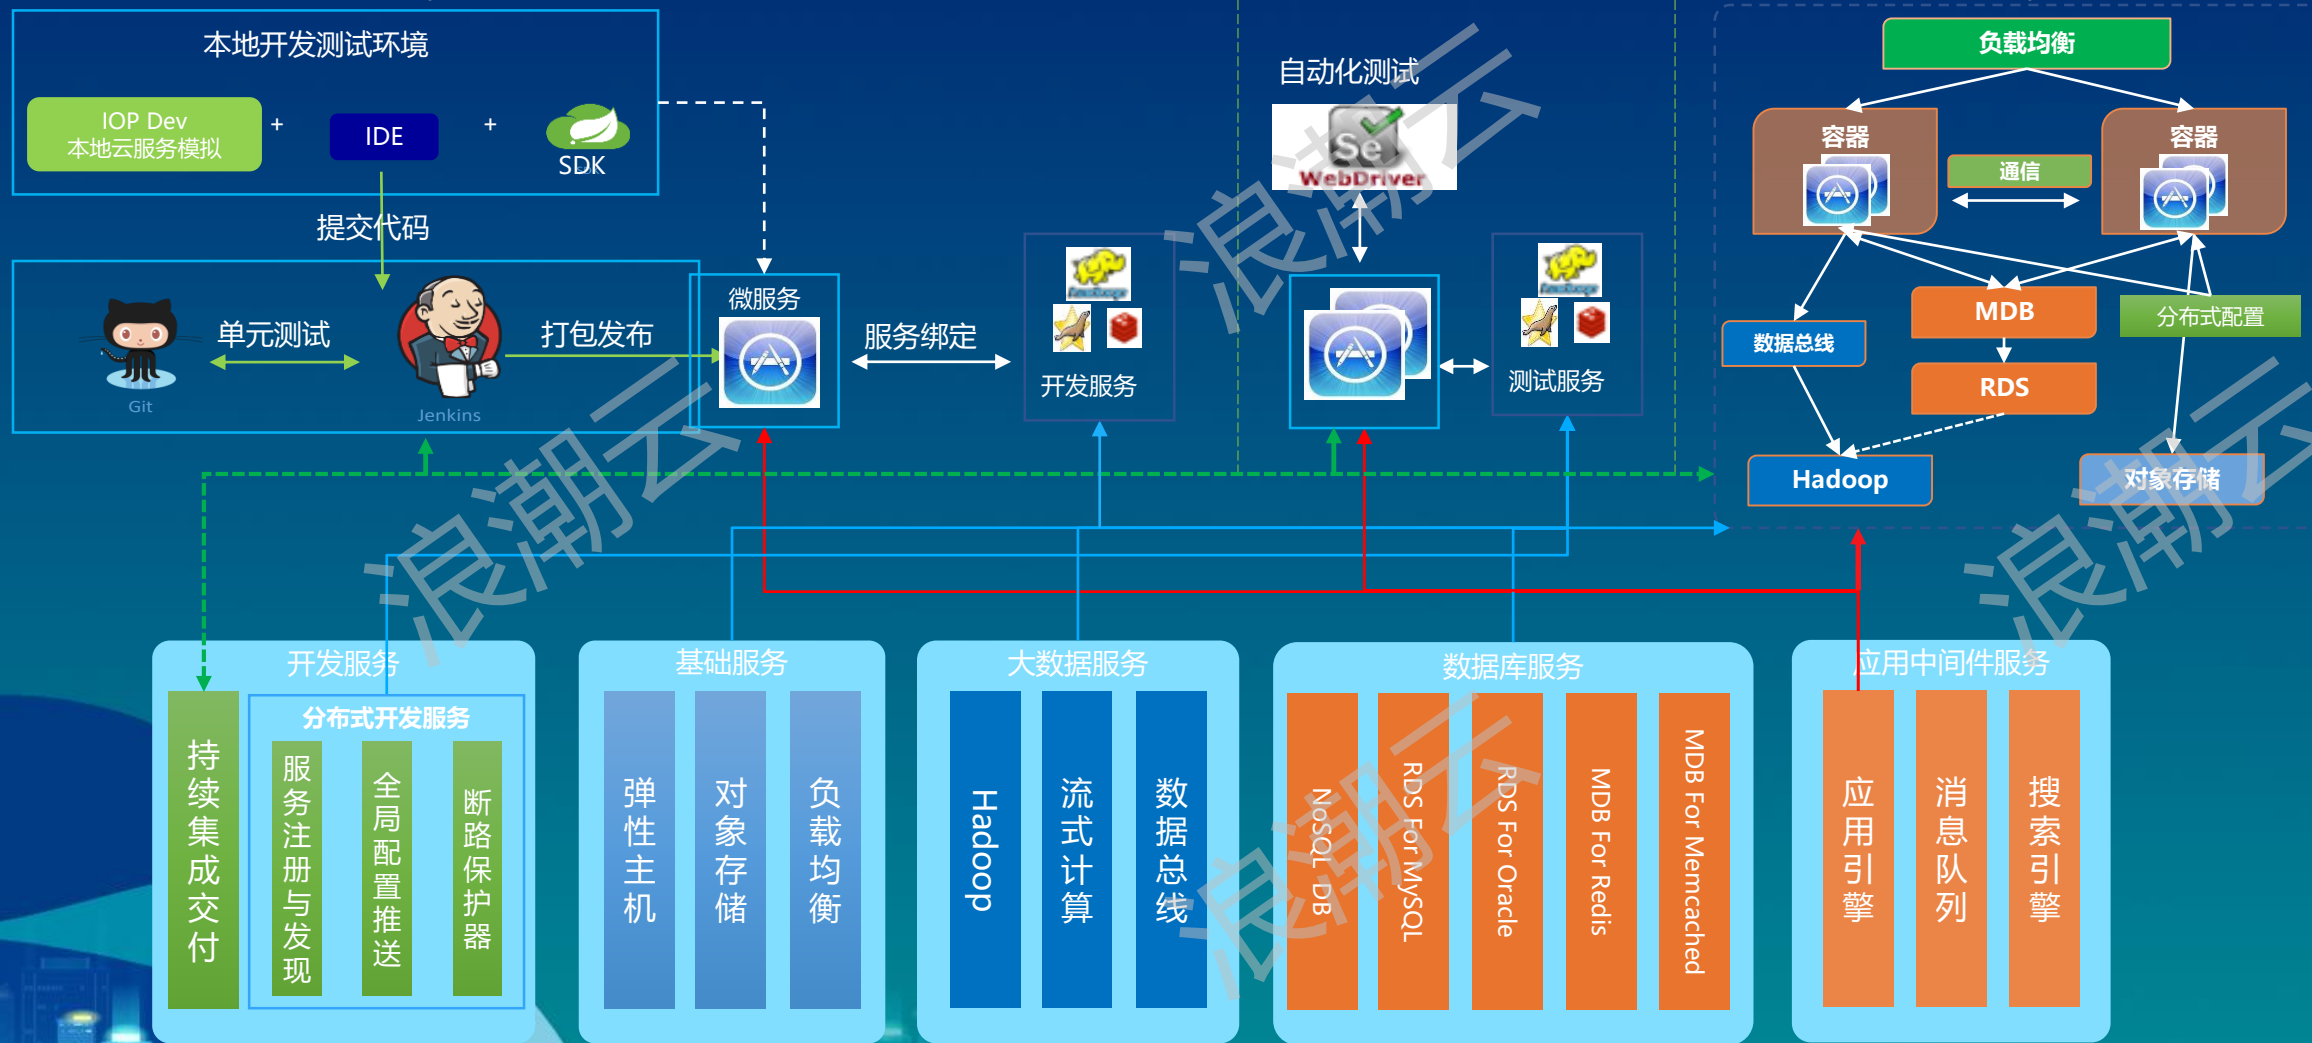 本地开发测试环境
IOP Dev
本地云服务模拟
+
IDE
+
SDK
提交代码
单元测试
Git
Jenkins
打包发布
微服务
服务绑定
开发服务
自动化测试
Se
WebDriver
测试服务
负载均衡
容器
容器
通信
MDB
分布式配置
数据总线
RDS
Hadoop
对象存储
开发服务
持续集成交付
分布式开发服务
服务注册与发现
全局配置推送
断路保护器
基础服务
弹性主机
对象存储
负载均衡
大数据服务
Hadoop
流式计算
数据总线
数据库服务
NoSQL DB
RDS For MySQL
RDS For Oracle
MDB For Redis
MDB For Memcached
应用中间件服务
应用引擎
消息队列
搜索引擎
浪潮云
浪潮云
浪潮云
浪潮云